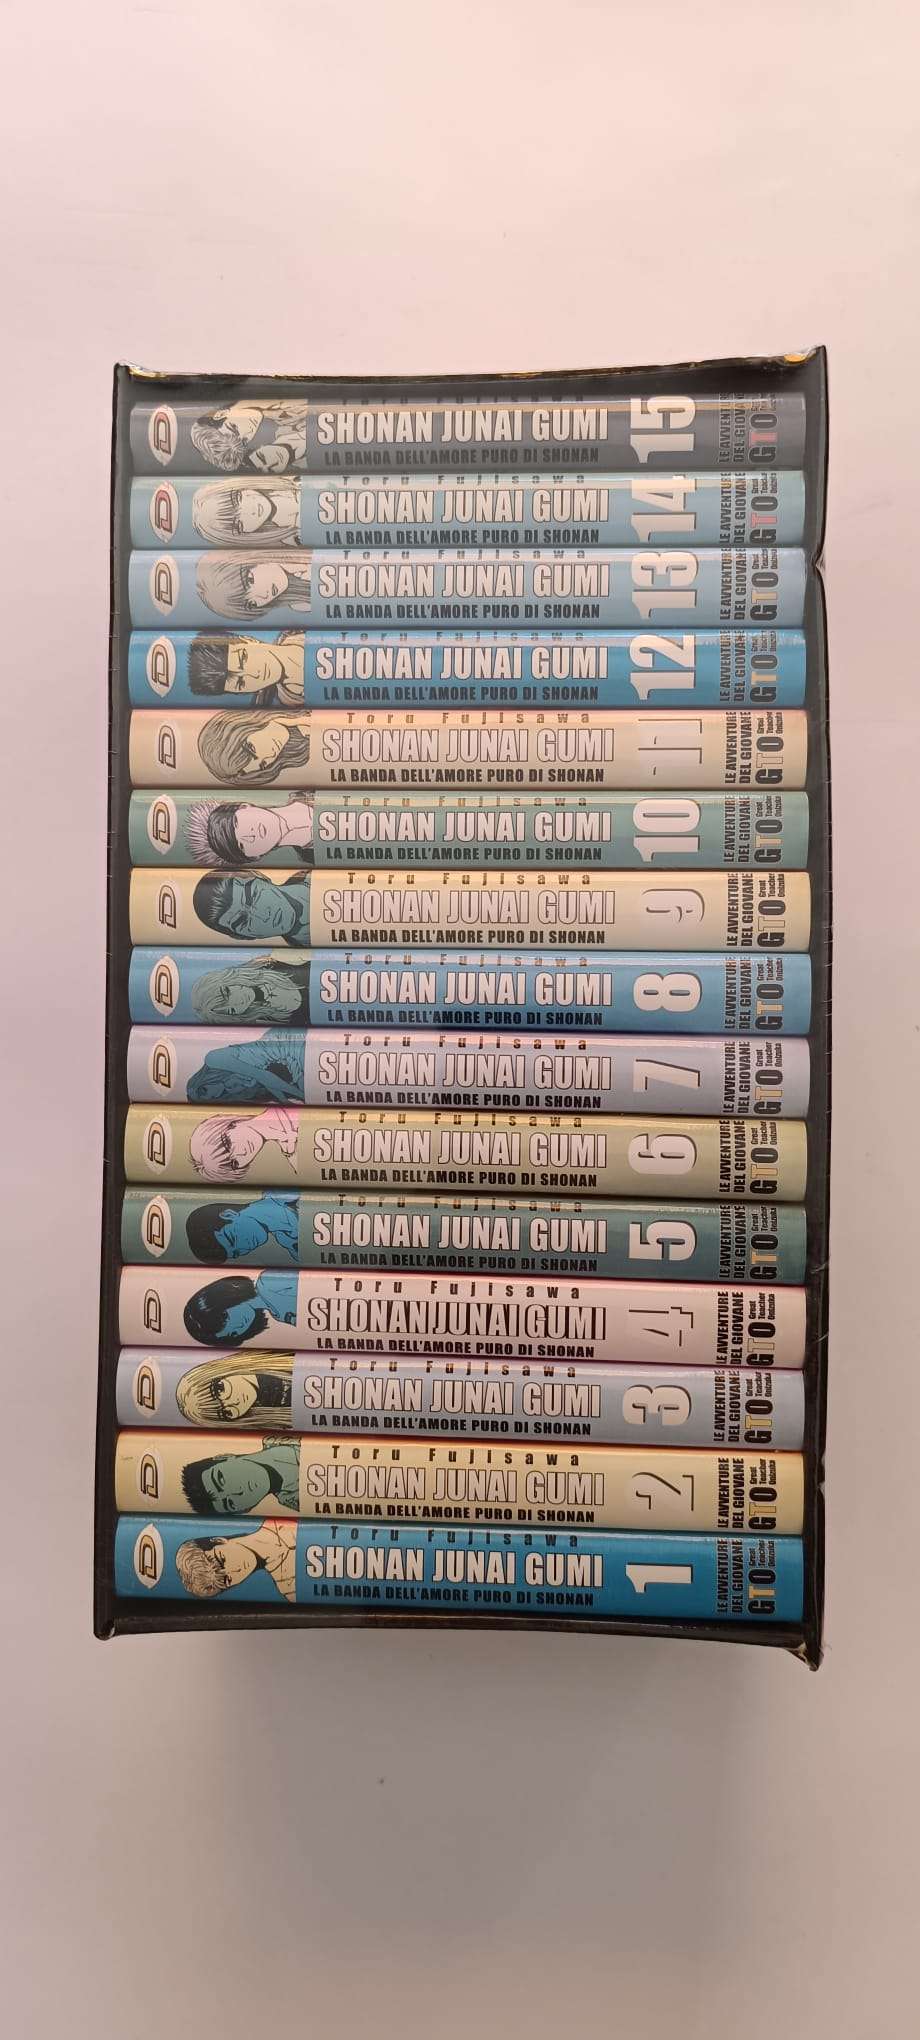 Toru Fujisawa
SHONAN JUNAI GUMI
LA BANDA DELL'AMORE PURO DI SHONAN
15
LE AVVENTURE
DEL GIOVANE
GTO
Great
Teacher
Onizuka
Toru Fujisawa
SHONAN JUNAI GUMI
LA BANDA DELL'AMORE PURO DI SHONAN
14
LE AVVENTURE
DEL GIOVANE
GTO
Great
Teacher
Onizuka
Toru Fujisawa
SHONAN JUNAI GUMI
LA BANDA DELL'AMORE PURO DI SHONAN
13
LE AVVENTURE
DEL GIOVANE
GTO
Great
Teacher
Onizuka
Toru Fujisawa
SHONAN JUNAI GUMI
LA BANDA DELL'AMORE PURO DI SHONAN
12
LE AVVENTURE
DEL GIOVANE
GTO
Great
Teacher
Onizuka
Toru Fujisawa
SHONAN JUNAI GUMI
LA BANDA DELL'AMORE PURO DI SHONAN
11
LE AVVENTURE
DEL GIOVANE
GTO
Great
Teacher
Onizuka
Toru Fujisawa
SHONAN JUNAI GUMI
LA BANDA DELL'AMORE PURO DI SHONAN
10
LE AVVENTURE
DEL GIOVANE
GTO
Great
Teacher
Onizuka
Toru Fujisawa
SHONAN JUNAI GUMI
LA BANDA DELL'AMORE PURO DI SHONAN
9
LE AVVENTURE
DEL GIOVANE
GTO
Great
Teacher
Onizuka
Toru Fujisawa
SHONAN JUNAI GUMI
LA BANDA DELL'AMORE PURO DI SHONAN
8
LE AVVENTURE
DEL GIOVANE
GTO
Great
Teacher
Onizuka
Toru Fujisawa
SHONAN JUNAI GUMI
LA BANDA DELL'AMORE PURO DI SHONAN
7
LE AVVENTURE
DEL GIOVANE
GTO
Great
Teacher
Onizuka
Toru Fujisawa
SHONAN JUNAI GUMI
LA BANDA DELL'AMORE PURO DI SHONAN
6
LE AVVENTURE
DEL GIOVANE
GTO
Great
Teacher
Onizuka
Toru Fujisawa
SHONAN JUNAI GUMI
LA BANDA DELL'AMORE PURO DI SHONAN
5
LE AVVENTURE
DEL GIOVANE
GTO
Great
Teacher
Onizuka
Toru Fujisawa
SHONAN JUNAI GUMI
LA BANDA DELL'AMORE PURO DI SHONAN
4
LE AVVENTURE
DEL GIOVANE
GTO
Great
Teacher
Onizuka
Toru Fujisawa
SHONAN JUNAI GUMI
LA BANDA DELL'AMORE PURO DI SHONAN
3
LE AVVENTURE
DEL GIOVANE
GTO
Great
Teacher
Onizuka
Toru Fujisawa
SHONAN JUNAI GUMI
LA BANDA DELL'AMORE PURO DI SHONAN
2
LE AVVENTURE
DEL GIOVANE
GTO
Great
Teacher
Onizuka
Toru Fujisawa
SHONAN JUNAI GUMI
LA BANDA DELL'AMORE PURO DI SHONAN
1
LE AVVENTURE
DEL GIOVANE
GTO
Great
Teacher
Onizuka